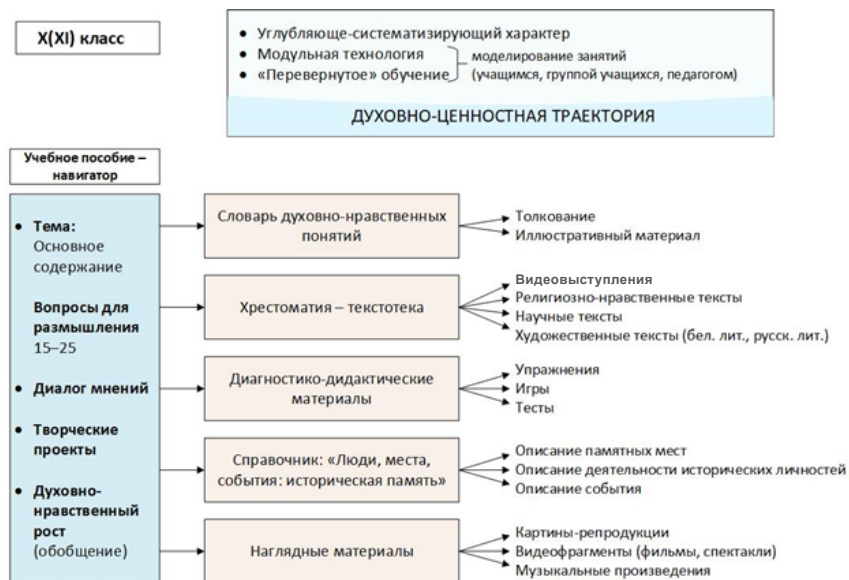 X(XI) класс
• Углубляюще-систематизирующий характер
• Модульная технология
• «Перевернутое» обучение
моделирование занятий
(учащимся, группой учащихся, педагогом)
ДУХОВНО-ЦЕННОСТНАЯ ТРАЕКТОРИЯ
Учебное пособие –
навигатор
• Тема:
Основное
содержание
Вопросы для
размышления
15–25
• Диалог мнений
• Творческие
проекты
• Духовно-
нравственный
рост
(обобщение)
Словарь духовно-нравственных
понятий
Толкование
Иллюстративный материал
Хрестоматия – текстотека
Видеовыступления
Религиозно-нравственные тексты
Научные тексты
Художественные тексты (бел. лит., русск. лит.)
Диагностико-дидактические
материалы
Упражнения
Игры
Тесты
Справочник: «Люди, места,
события: историческая память»
Описание памятных мест
Описание деятельности исторических личностей
Описание события
Наглядные материалы
Картины-репродукции
Видеофрагменты (фильмы, спектакли)
Музыкальные произведения